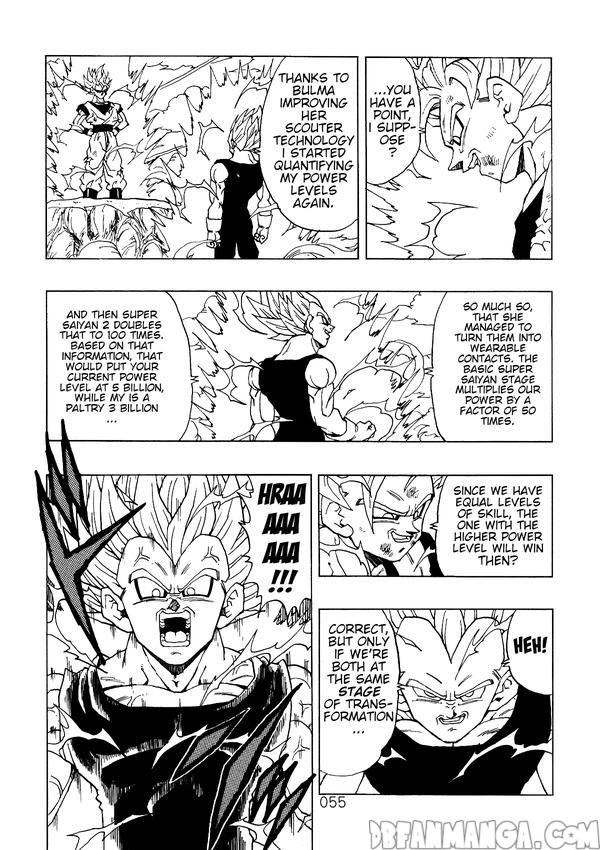 ...YOU
HAVE A
POINT,
I SUPP-
OSE?
THANKS TO
BULMA
IMPROVING
HER
SCOUTER
TECHNOLOGY
I STARTED
QUANTIFYING
MY POWER
LEVELS
AGAIN.
SO MUCH SO,
THAT SHE
MANAGED TO
TURN THEM INTO
WEARABLE
CONTACTS. THE
BASIC SUPER
SAIYAN STAGE
MULTIPLIES OUR
POWER BY A
FACTOR OF 50
TIMES.
AND THEN SUPER
SAIYAN 2 DOUBLES
THAT TO 100 TIMES.
BASED ON THAT
INFORMATION, THAT
WOULD PUT YOUR
CURRENT POWER
LEVEL AT 5 BILLION,
WHILE MY IS A
PALTRY 3 BILLION
...
SINCE WE HAVE
EQUAL LEVELS
OF SKILL, THE
ONE WITH THE
HIGHER POWER
LEVEL WILL WIN
THEN?
HEH!
CORRECT,
BUT ONLY
IF WE'RE
BOTH AT
THE SAME
STAGE OF
TRANS-
FORMATION
...
HRAA
AAA
AAA
!!!
055
DBFANMANGA.COM